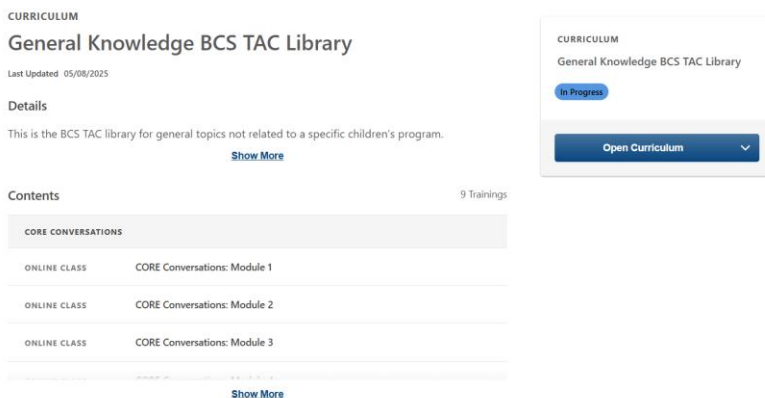 CURRICULUM
General Knowledge BCS TAC Library
Last Updated 05/08/2025
Details
This is the BCS TAC library for general topics not related to a specific children's program.
Show More
Contents
9 Trainings
CORE CONVERSATIONS
ONLINE CLASS CORE Conversations: Module 1
ONLINE CLASS CORE Conversations: Module 2
ONLINE CLASS CORE Conversations: Module 3
Show More
CURRICULUM
General Knowledge BCS TAC Library
In Progress
Open Curriculum